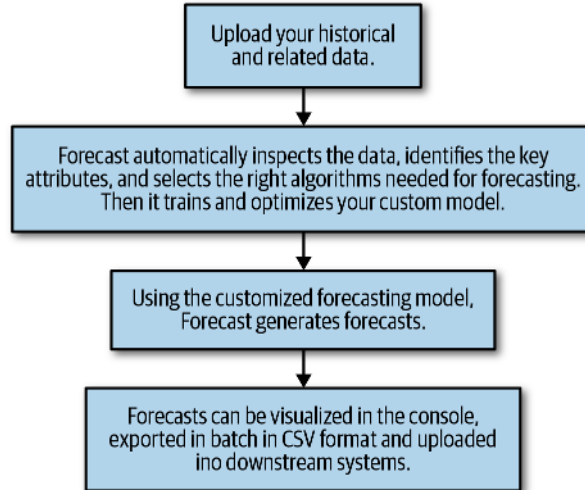 Upload your historical
and related data.
Forecast automatically inspects the data, identifies the key
attributes, and selects the right algorithms needed for forecasting.
Then it trains and optimizes your custom model.
Using the customized forecasting model,
Forecast generates forecasts.
Forecasts can be visualized in the console,
exported in batch in CSV format and uploaded
ino downstream systems.